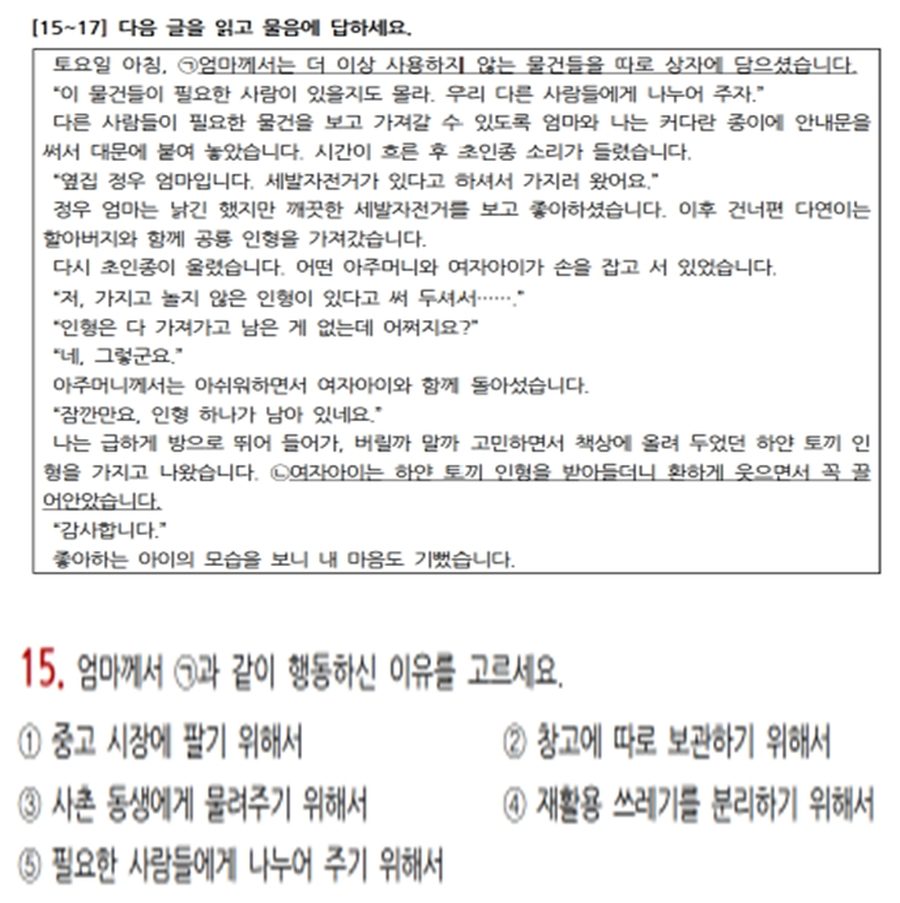 [15~17] 다음 글을 읽고 물음에 답하세요.
토요일 아침, ㉠엄마께서는 더 이상 사용하지 않는 물건들을 따로 상자에 담으셨습니다.
“이 물건들이 필요한 사람이 있을지도 몰라. 우리 다른 사람들에게 나누어 주자.”
다른 사람들이 필요한 물건을 보고 가져갈 수 있도록 엄마와 나는 커다란 종이에 안내문을
써서 대문에 붙여 놓았습니다. 시간이 흐른 후 초인종 소리가 들렸습니다.
“옆집 정우 엄마입니다. 세발자전거가 있다고 하셔서 가지러 왔어요.”
정우 엄마는 낡긴 했지만 깨끗한 세발자전거를 보고 좋아하셨습니다. 이후 건너편 다연이는
할아버지와 함께 공룡 인형을 가져갔습니다.
다시 초인종이 울렸습니다. 어떤 아주머니와 여자아이가 손을 잡고 서 있었습니다.
“저, 가지고 놀지 않은 인형이 있다고 써 두셔서…….”
“인형은 다 가져가고 남은 게 없는데 어쩌지요?”
“네, 그렇군요.”
아주머니께서는 아쉬워하면서 여자아이와 함께 돌아섰습니다.
“잠깐만요, 인형 하나가 남아 있네요.”
나는 급하게 방으로 뛰어 들어가, 버릴까 말까 고민하면서 책상에 올려 두었던 하얀 토끼 인
형을 가지고 나왔습니다. ㉡여자아이는 하얀 토끼 인형을 받아들더니 환하게 웃으면서 꼭 끌
어안았습니다.
“감사합니다.”
좋아하는 아이의 모습을 보니 내 마음도 기뻤습니다.
15. 엄마께서 ㉠과 같이 행동하신 이유를 고르세요.
① 중고 시장에 팔기 위해서 ② 창고에 따로 보관하기 위해서
③ 사촌 동생에게 물려주기 위해서 ④ 재활용 쓰레기를 분리하기 위해서
⑤ 필요한 사람들에게 나누어 주기 위해서